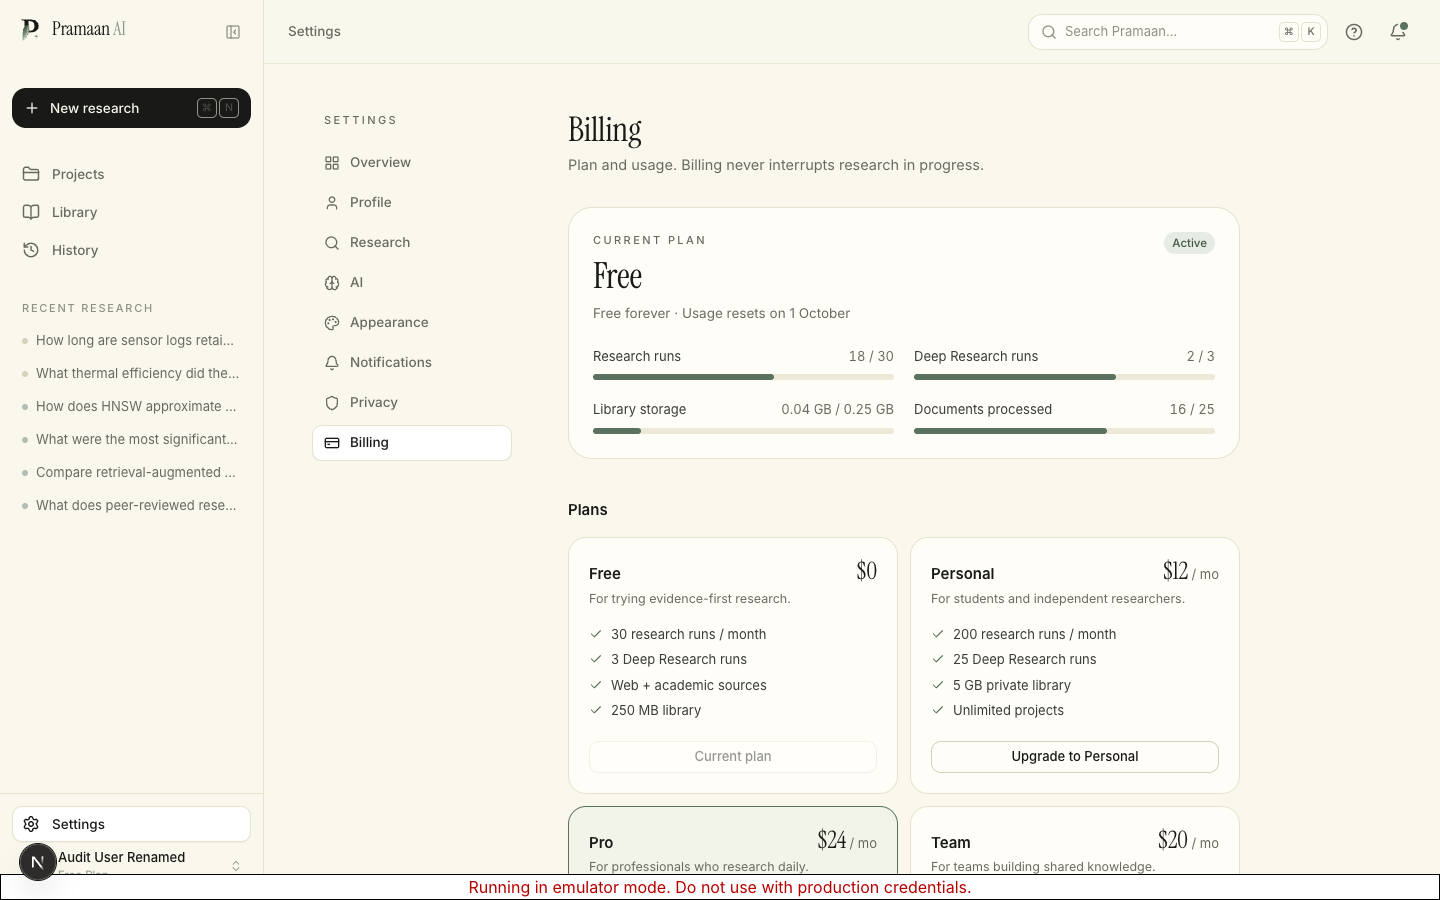 Pramaan AI
New research
⌘ N
Projects
Library
History
RECENT RESEARCH
How long are sensor logs retai...
What thermal efficiency did the...
How does HNSW approximate ...
What were the most significant...
Compare retrieval-augmented ...
What does peer-reviewed rese...
Settings
N
Audit User Renamed
Free Plan
Settings
Search Pramaan...
⌘ K
SETTINGS
Overview
Profile
Research
AI
Appearance
Notifications
Privacy
Billing
Billing
Plan and usage. Billing never interrupts research in progress.
CURRENT PLAN
Active
Free
Free forever · Usage resets on 1 October
Research runs 18 / 30
Deep Research runs 2 / 3
Library storage 0.04 GB / 0.25 GB
Documents processed 16 / 25
Plans
Free $0
For trying evidence-first research.
30 research runs / month
3 Deep Research runs
Web + academic sources
250 MB library
Current plan
Personal $12 / mo
For students and independent researchers.
200 research runs / month
25 Deep Research runs
5 GB private library
Unlimited projects
Upgrade to Personal
Pro $24 / mo
For professionals who research daily.
Team $20 / mo
For teams building shared knowledge.
Running in emulator mode. Do not use with production credentials.